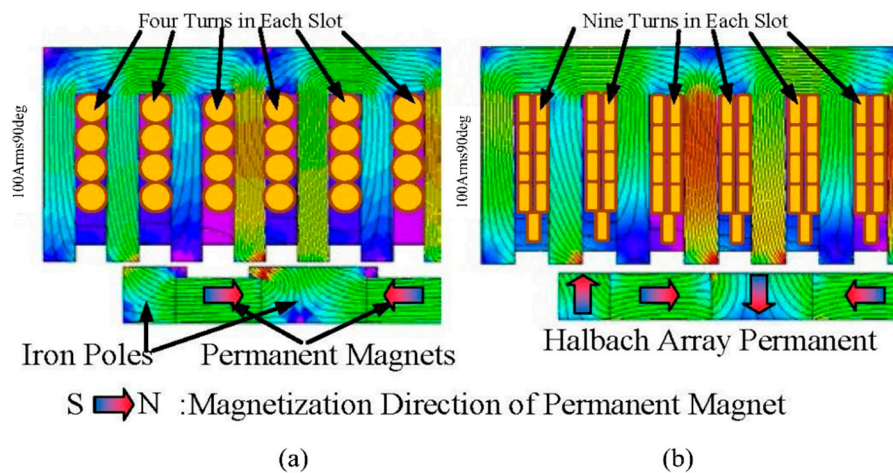 Four Turns in Each Slot
Nine Turns in Each Slot
100Arms90deg
100Arms90deg
Iron Poles
Permanent Magnets
Halbach Array Permanent
S N :Magnetization Direction of Permanent Magnet
(a)
(b)